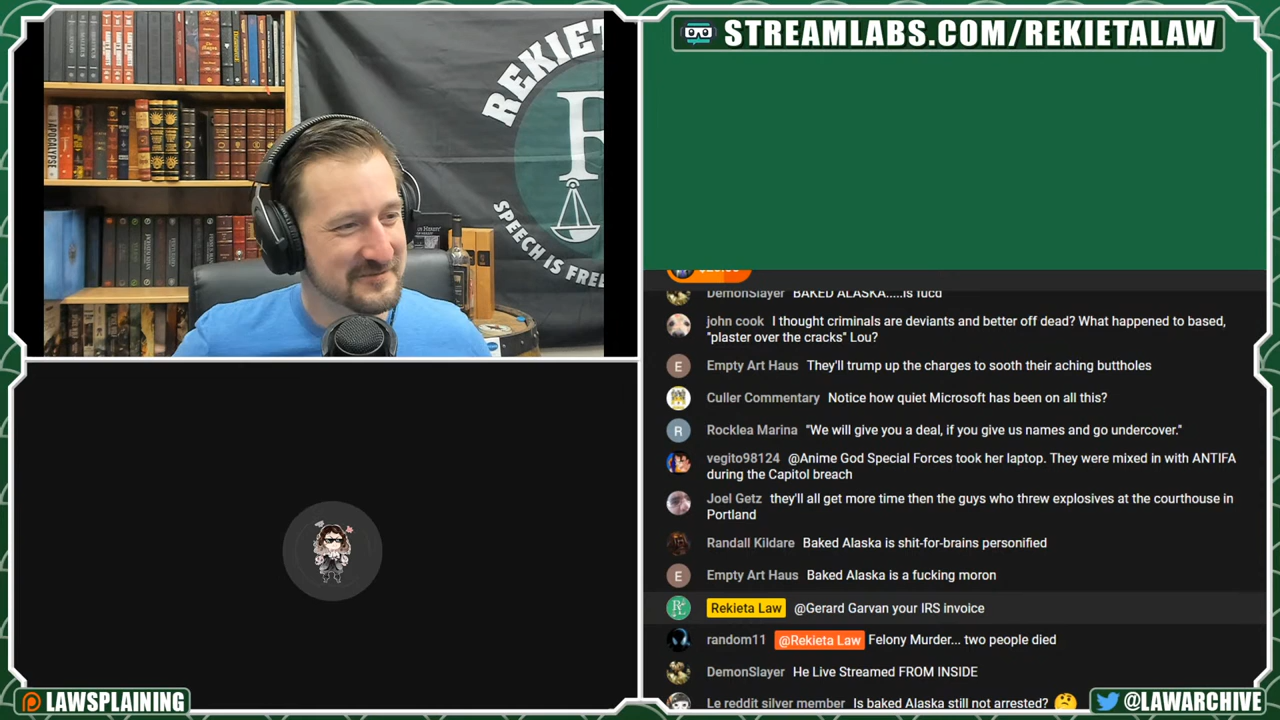 STREAMLABS.COM/REKIETALAW
REKIET
SPEECH IS FREE
APOCALYPSE
DemonSlayer BAKED ALASKA.....is fucd
john cook I thought criminals are deviants and better off dead? What happened to based,
"plaster over the cracks" Lou?
Empty Art Haus They'll trump up the charges to sooth their aching buttholes
Culler Commentary Notice how quiet Microsoft has been on all this?
Rocklea Marina "We will give you a deal, if you give us names and go undercover."
vegito98124 @Anime God Special Forces took her laptop. They were mixed in with ANTIFA
during the Capitol breach
Joel Getz they'll all get more time then the guys who threw explosives at the courthouse in
Portland
Randall Kildare Baked Alaska is shit-for-brains personified
E
Empty Art Haus Baked Alaska is a fucking moron
Rekieta Law @Gerard Garvan your IRS invoice
random11 @Rekieta Law Felony Murder... two people died
DemonSlayer He Live Streamed FROM INSIDE
Le reddit silver member Is baked Alaska still not arrested? 🤔
LAWSPLAINING
@LAWARCHIVE